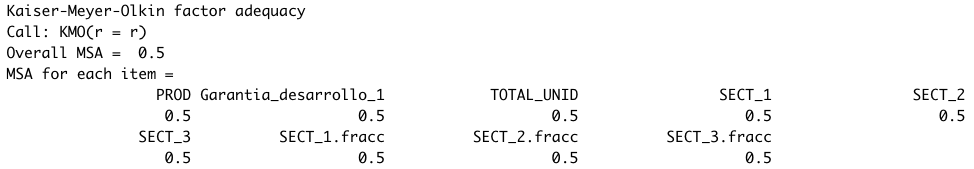 Kaiser-Meyer-Olkin factor adequacy
Call: KMO(r = r)
Overall MSA =  0.5
MSA for each item =
PROD Garantia_desarrollo_1 TOTAL_UNID SECT_1 SECT_2
0.5 0.5 0.5 0.5 0.5
SECT_3 SECT_1.fracc SECT_2.fracc SECT_3.fracc
0.5 0.5 0.5 0.5